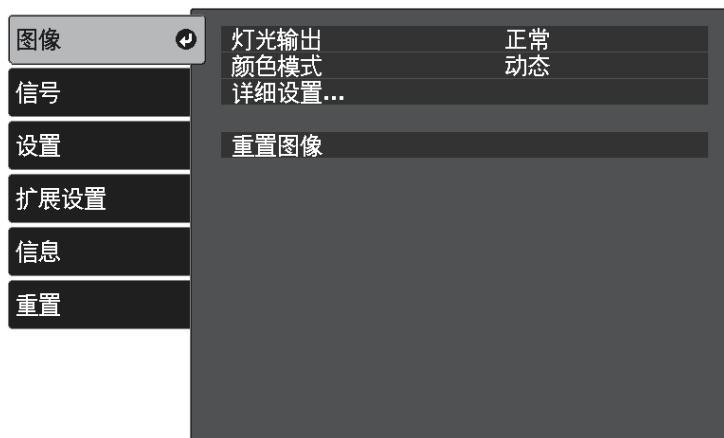 图像
信号
设置
扩展设置
信息
重置
灯光输出 正常
颜色模式 动态
详细设置...
重置图像